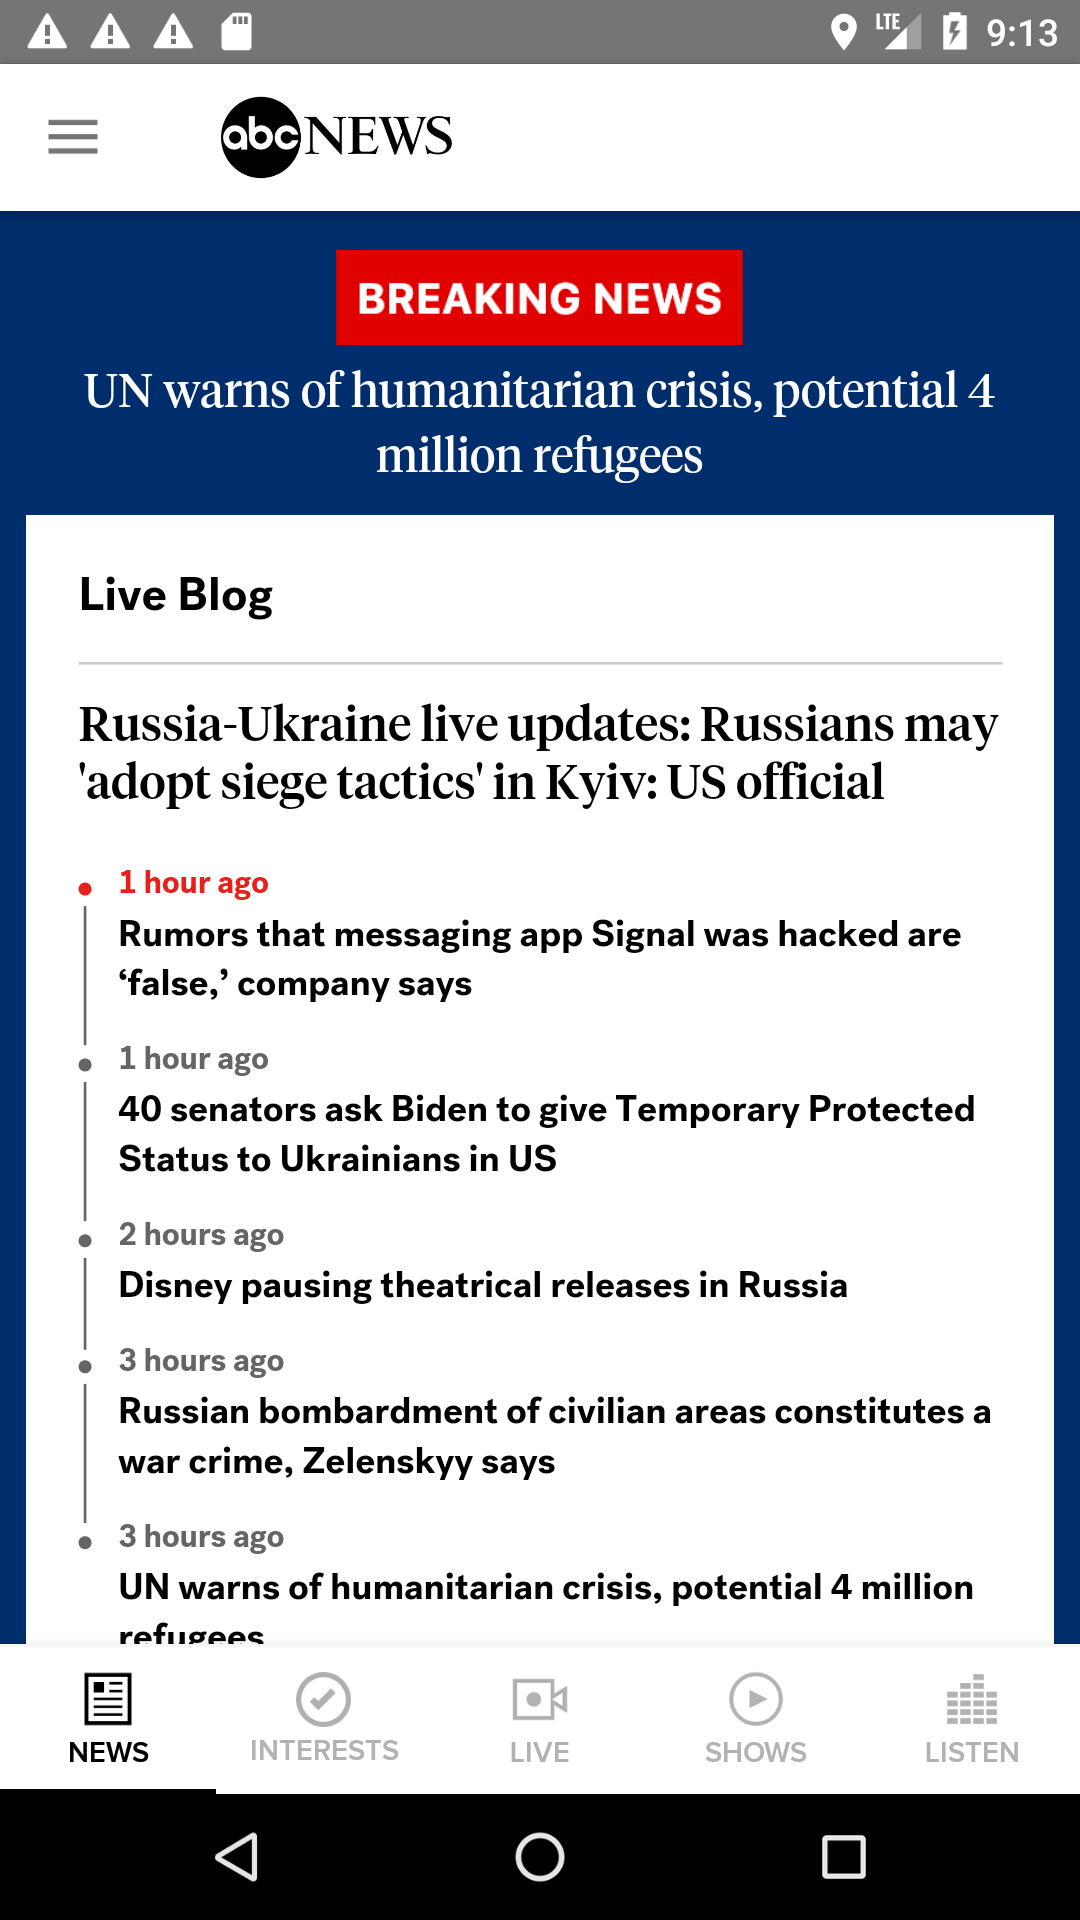 LTE 9:13
abc NEWS
BREAKING NEWS
UN warns of humanitarian crisis, potential 4
million refugees
Live Blog
Russia-Ukraine live updates: Russians may
'adopt siege tactics' in Kyiv: US official
1 hour ago
Rumors that messaging app Signal was hacked are
‘false,’ company says
1 hour ago
40 senators ask Biden to give Temporary Protected
Status to Ukrainians in US
2 hours ago
Disney pausing theatrical releases in Russia
3 hours ago
Russian bombardment of civilian areas constitutes a
war crime, Zelenskyy says
3 hours ago
UN warns of humanitarian crisis, potential 4 million
refugees
NEWS INTERESTS LIVE SHOWS LISTEN